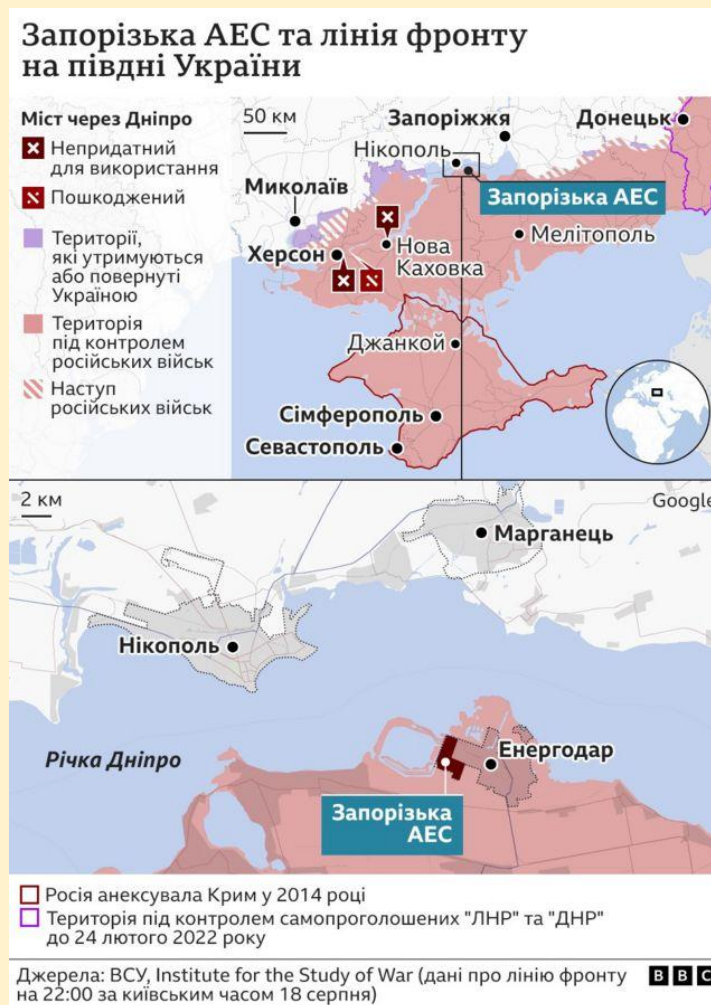 Запорізька АЕС та лінія фронту
на півдні України
Міст через Дніпро
Непридатний
для використання
Пошкоджений
Території,
які утримуються
або повернуті
Україною
Територія
під контролем
російських військ
Наступ
російських військ
50 км
Запоріжжя
Донецьк
Нікополь
Миколаїв
Запорізька АЕС
Херсон
Нова
Каховка
Мелітополь
Джанкой
Сімферополь
Севастополь
2 км
Google
Марганець
Нікополь
Річка Дніпро
Енергодар
Запорізька
АЕС
Росія анексувала Крим у 2014 році
Територія під контролем самопроголошених "ЛНР" та "ДНР"
до 24 лютого 2022 року
Джерела: ВСУ, Institute for the Study of War (дані про лінію фронту
на 22:00 за київським часом 18 серпня)
BBC